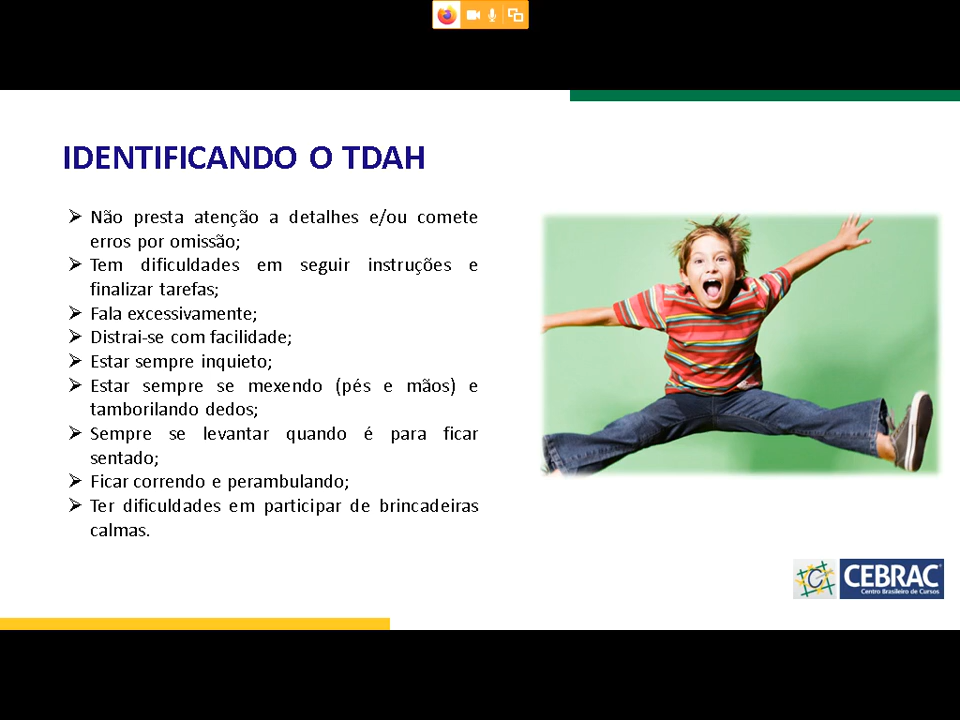 IDENTIFICANDO O TDAH
➢ Não presta atenção a detalhes e/ou comete
erros por omissão;
➢ Tem dificuldades em seguir instruções e
finalizar tarefas;
➢ Fala excessivamente;
➢ Distrai-se com facilidade;
➢ Estar sempre inquieto;
➢ Estar sempre se mexendo (pés e mãos) e
tamborilando dedos;
➢ Sempre se levantar quando é para ficar
sentado;
➢ Ficar correndo e perambulando;
➢ Ter dificuldades em participar de brincadeiras
calmas.
C CEBRAC
Centro Brasileiro de Cursos